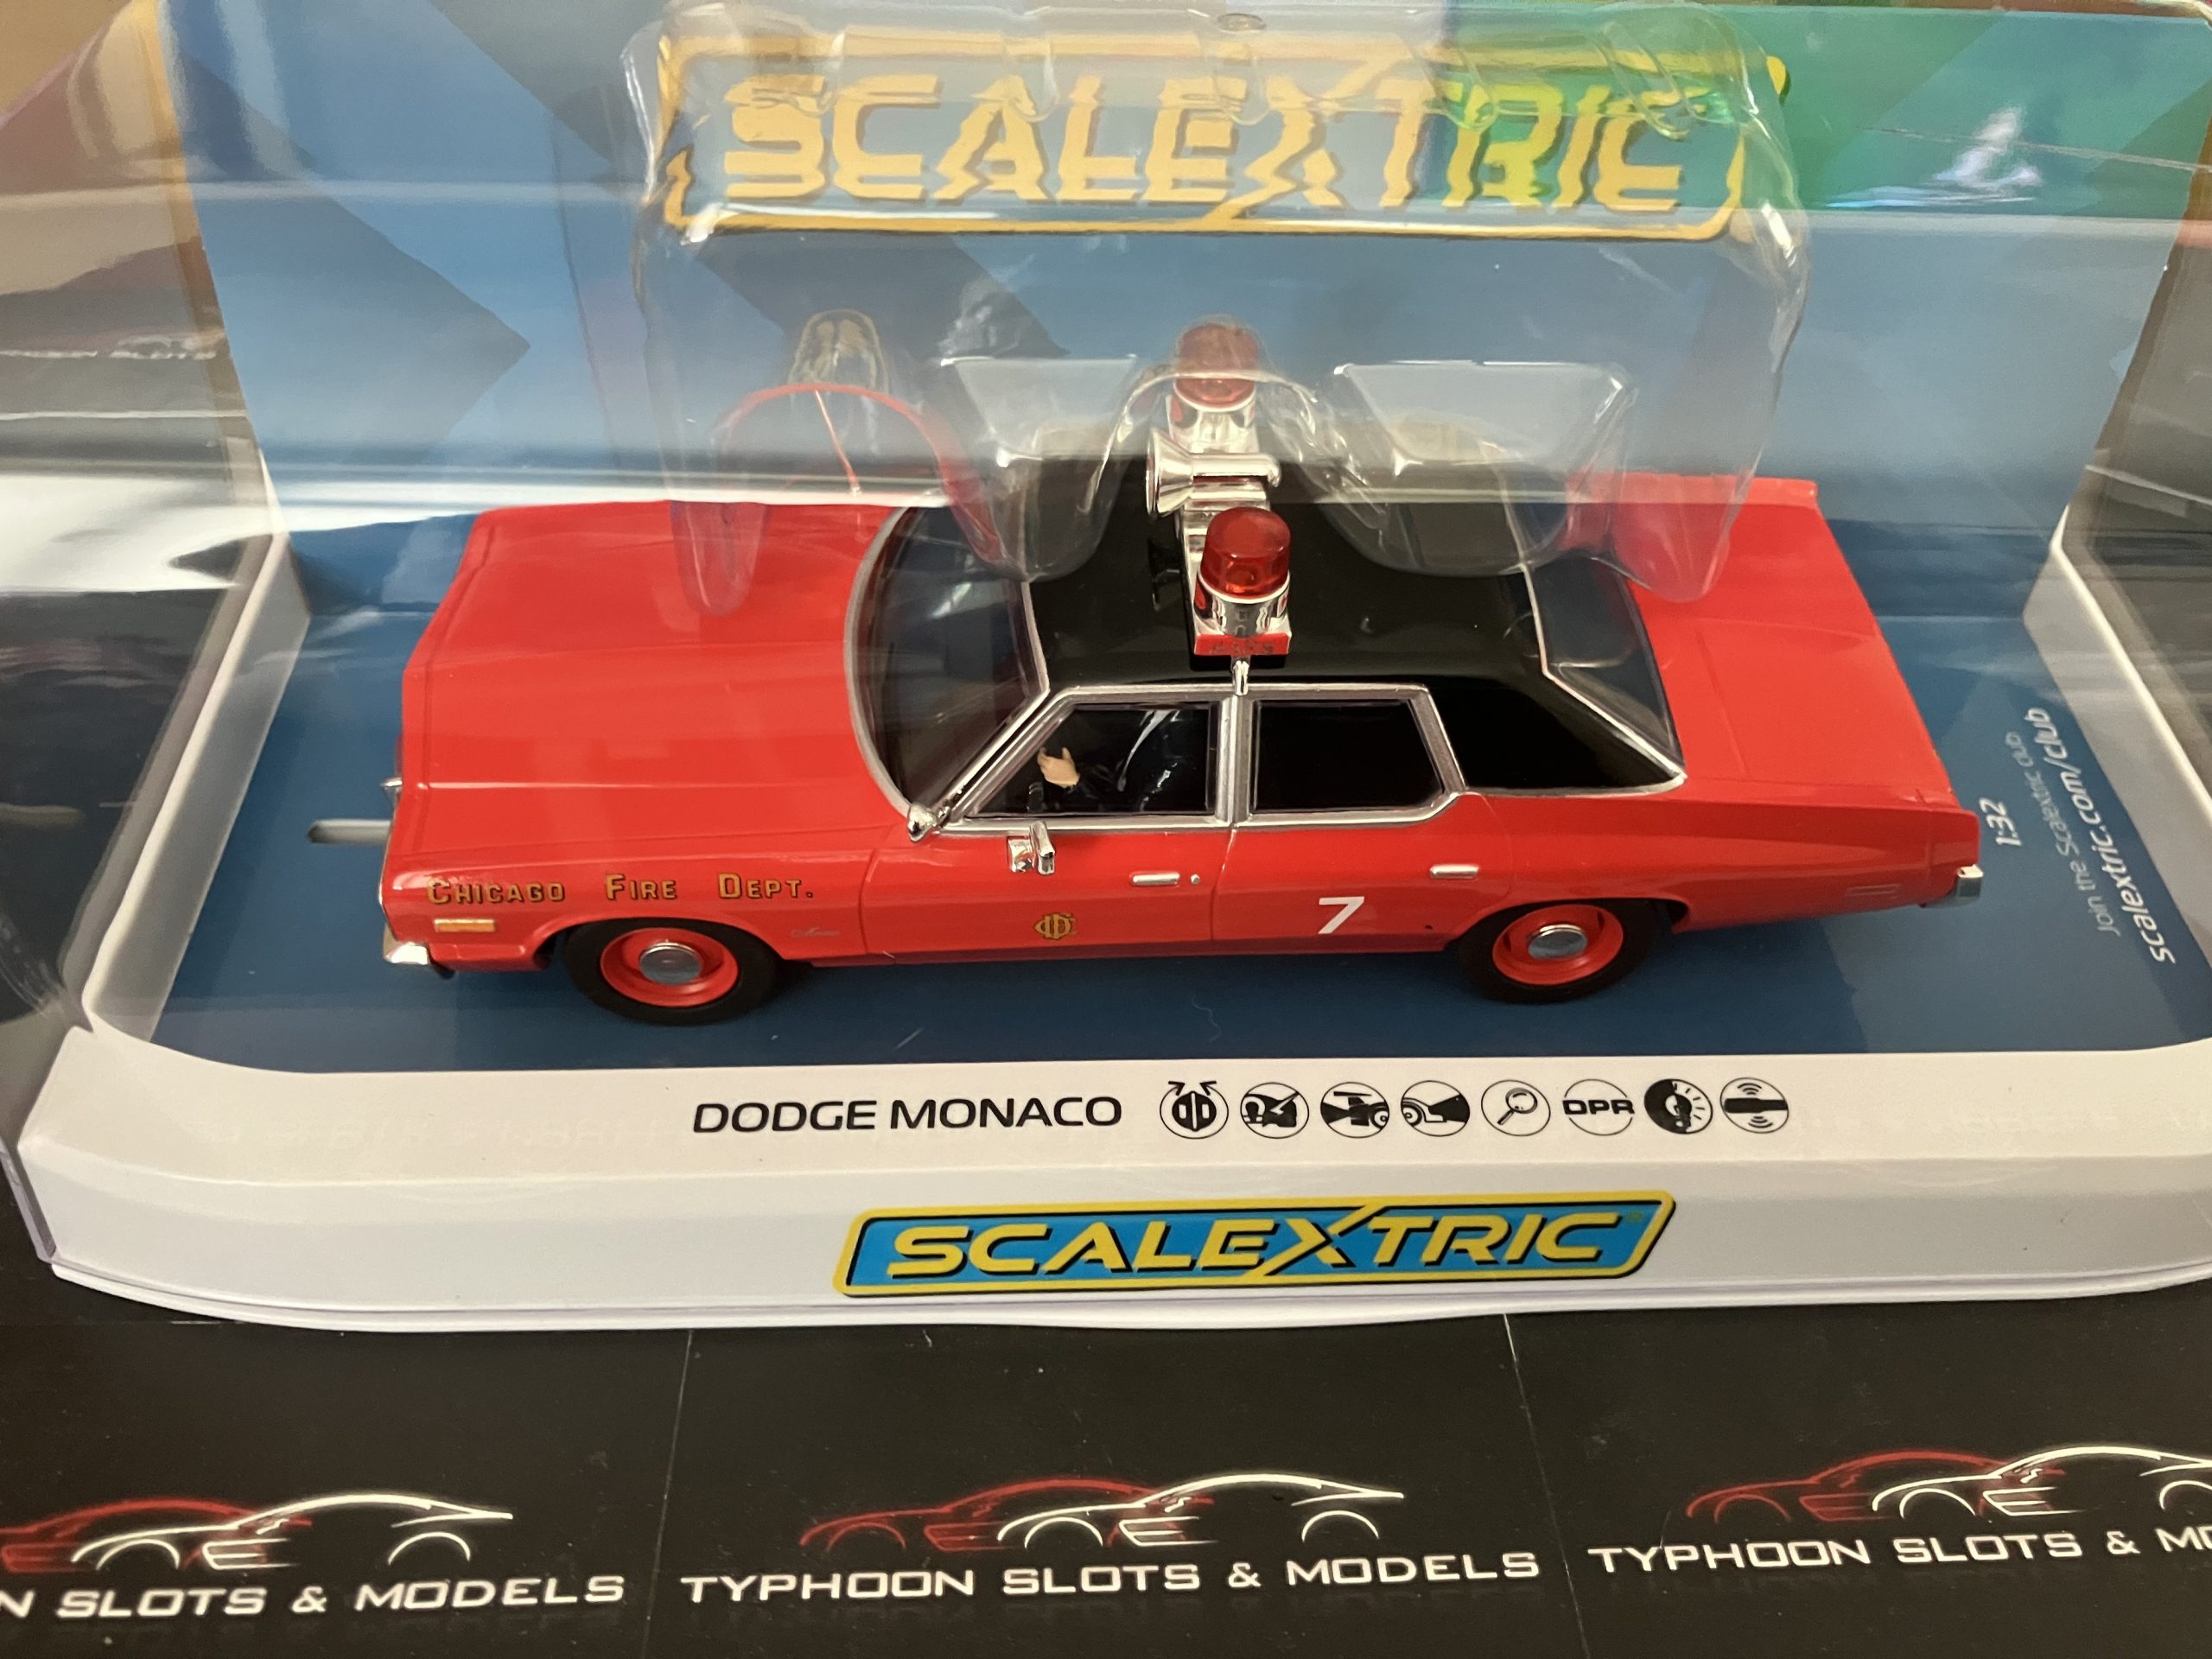 SCALEXTRIC
CHICAGO FIRE DEPT.
7
1:32
Join the Scalextric club
scalextric.com/club
DODGE MONACO DPR
SCALEXTRIC
N SLOTS & MODELS
TYPHOON SLOTS & MODELS
TYPHOON SLOTS & MO